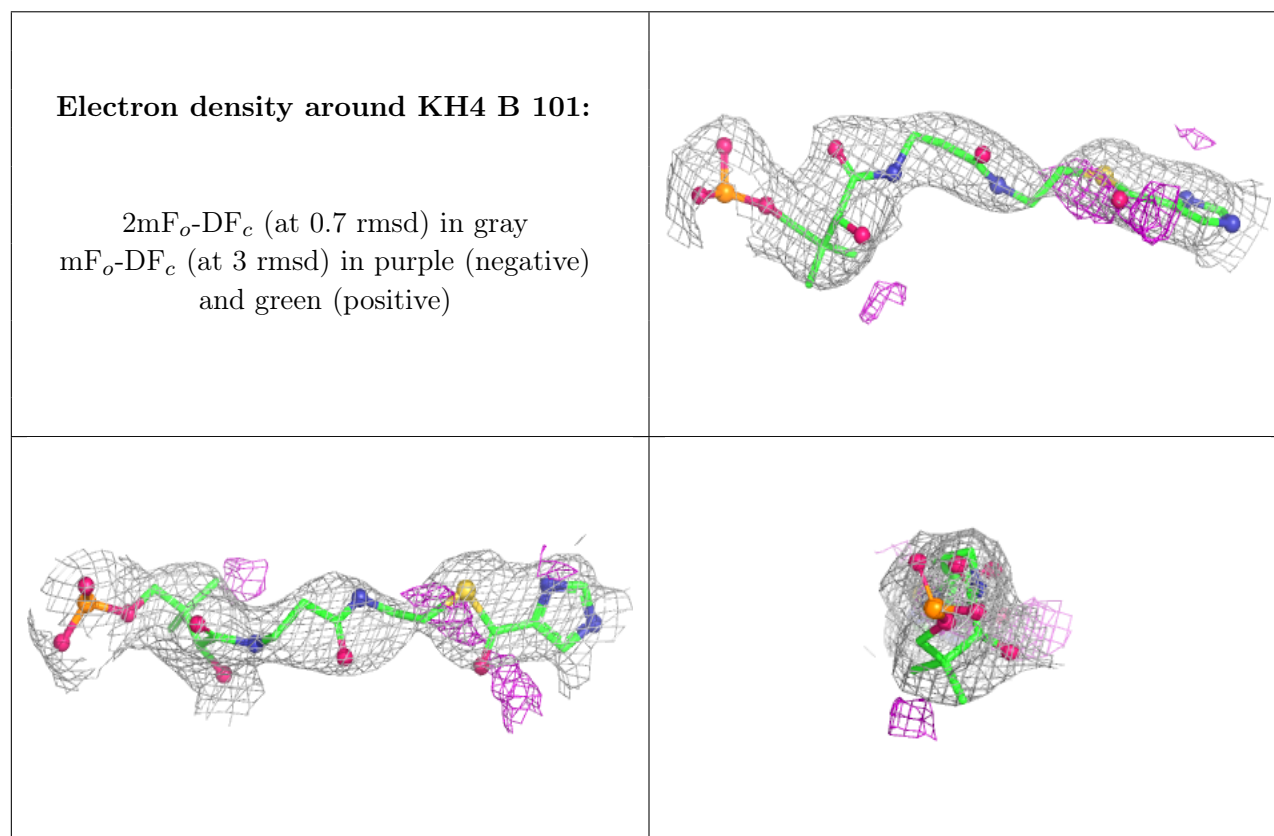 Electron density around KH4 B 101:
2mFₒ-DF𝒸 (at 0.7 rmsd) in gray
mFₒ-DF𝒸 (at 3 rmsd) in purple (negative)
and green (positive)